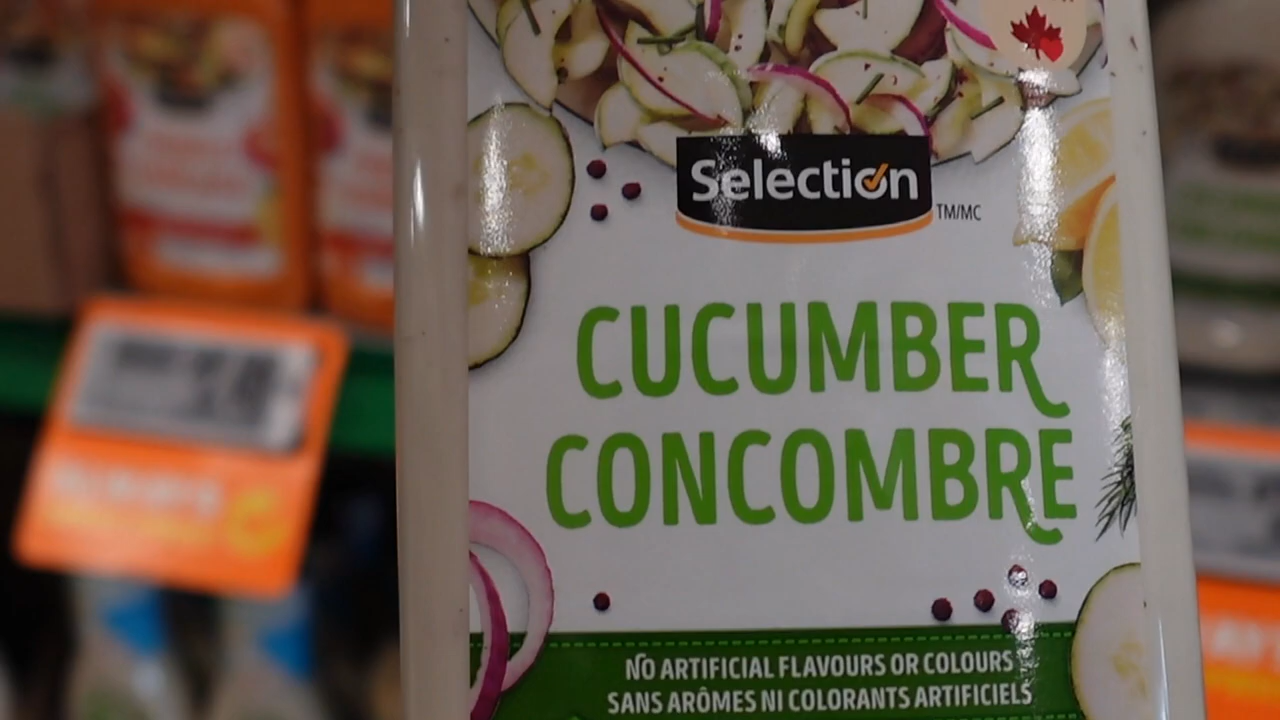 Selection
TM/MC
CUCUMBER
CONCOMBRE
NO ARTIFICIAL FLAVOURS OR COLOURS
SANS ARÔMES NI COLORANTS ARTIFICIELS